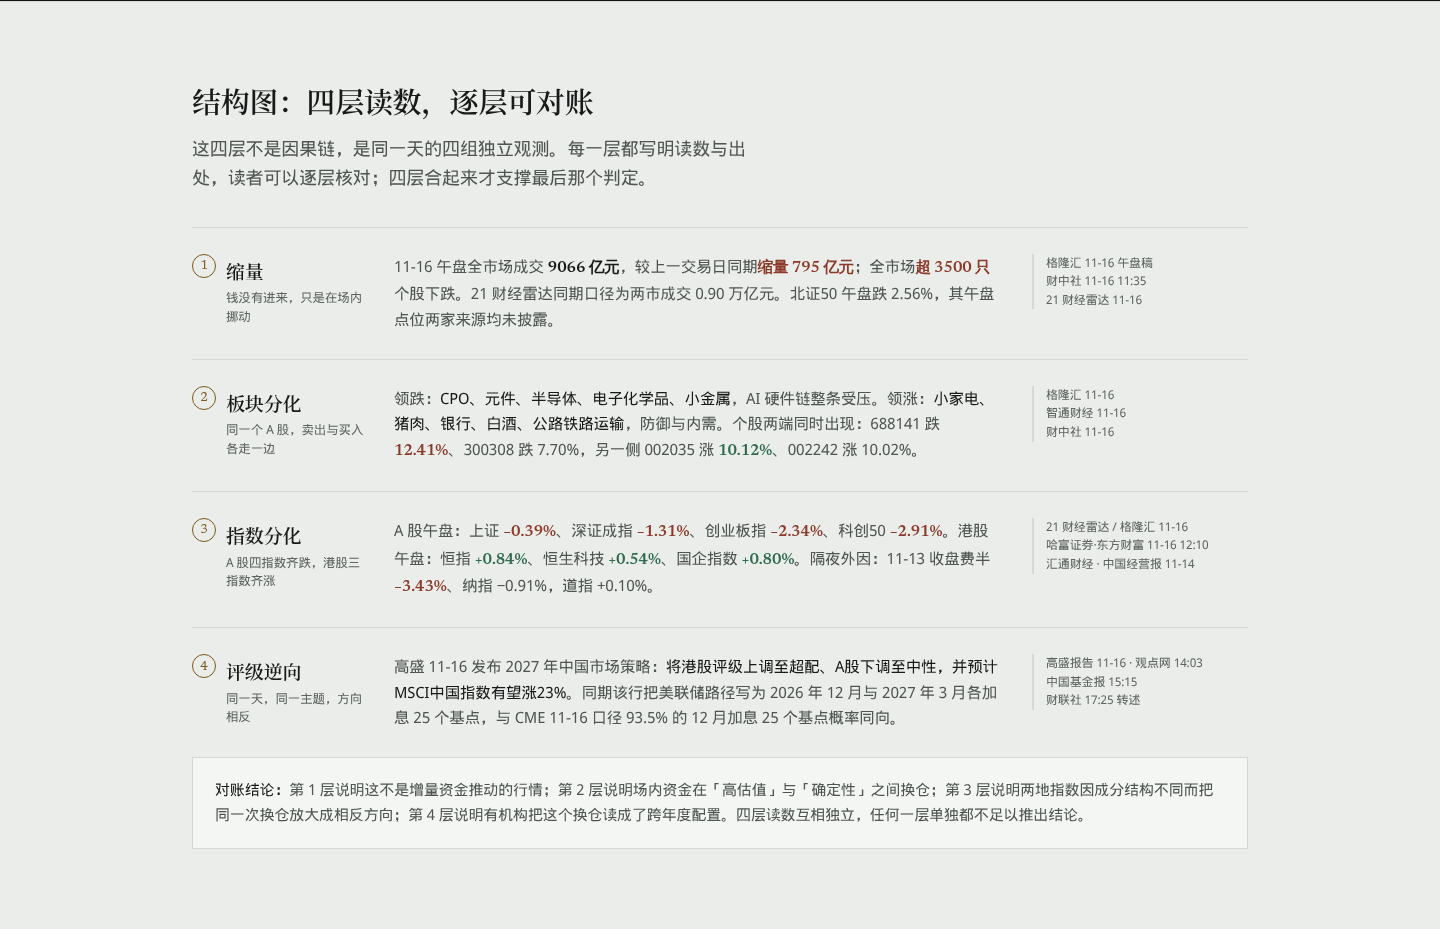 结构图：四层读数，逐层可对账
这四层不是因果链，是同一天的四组独立观测。每一层都写明读数与出
处，读者可以逐层核对；四层合起来才支撑最后那个判定。
1
缩量
钱没有进来，只是在场内
挪动
11-16 午盘全市场成交 9066 亿元，较上一交易日同期缩量 795 亿元；全市场超 3500 只
个股下跌。21 财经雷达同期口径为两市成交 0.90 万亿元。北证50 午盘跌 2.56%，其午盘
点位两家来源均未披露。
格隆汇 11-16 午盘稿
财中社 11-16 11:35
21 财经雷达 11-16
2
板块分化
同一个 A 股，卖出与买入
各走一边
领跌：CPO、元件、半导体、电子化学品、小金属，AI 硬件链整条受压。领涨：小家电、
猪肉、银行、白酒、公路铁路运输，防御与内需。个股两端同时出现：688141 跌
12.41%、300308 跌 7.70%，另一侧 002035 涨 10.12%、002242 涨 10.02%。
格隆汇 11-16
智通财经 11-16
财中社 11-16
3
指数分化
A 股四指数齐跌，港股三
指数齐涨
A 股午盘：上证 −0.39%、深证成指 −1.31%、创业板指 −2.34%、科创50 −2.91%。港股
午盘：恒指 +0.84%、恒生科技 +0.54%、国企指数 +0.80%。隔夜外因：11-13 收盘费半
−3.43%、纳指 −0.91%，道指 +0.10%。
21 财经雷达 / 格隆汇 11-16
哈富证券·东方财富 11-16 12:10
汇通财经 · 中国经营报 11-14
4
评级逆向
同一天，同一主题，方向
相反
高盛 11-16 发布 2027 年中国市场策略：将港股评级上调至超配、A股下调至中性，并预计
MSCI中国指数有望涨23%。同期该行把美联储路径写为 2026 年 12 月与 2027 年 3 月各加
息 25 个基点，与 CME 11-16 口径 93.5% 的 12 月加息 25 个基点概率同向。
高盛报告 11-16 · 观点网 14:03
中国基金报 15:15
财联社 17:25 转述
对账结论：第 1 层说明这不是增量资金推动的行情；第 2 层说明场内资金在「高估值」与「确定性」之间换仓；第 3 层说明两地指数因成分结构不同而把
同一次换仓放大成相反方向；第 4 层说明有机构把这个换仓读成了跨年度配置。四层读数互相独立，任何一层单独都不足以推出结论。